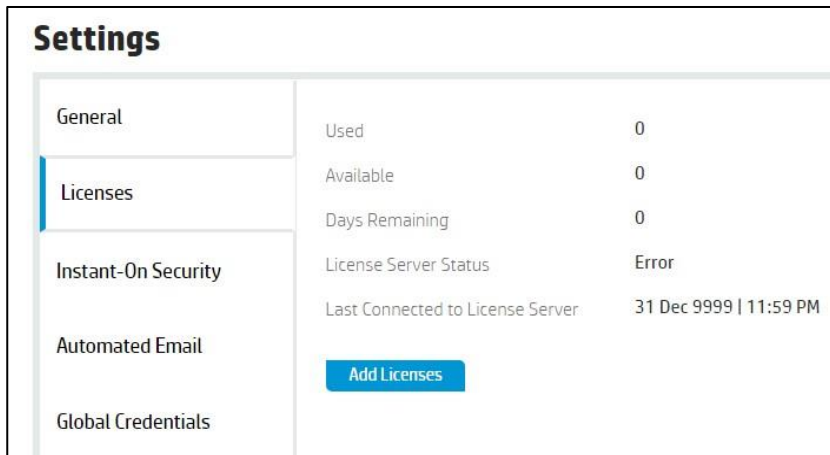 Settings
General
Licenses
Instant-On Security
Automated Email
Global Credentials
Used 0
Available 0
Days Remaining 0
License Server Status Error
Last Connected to License Server 31 Dec 9999 | 11:59 PM
Add Licenses